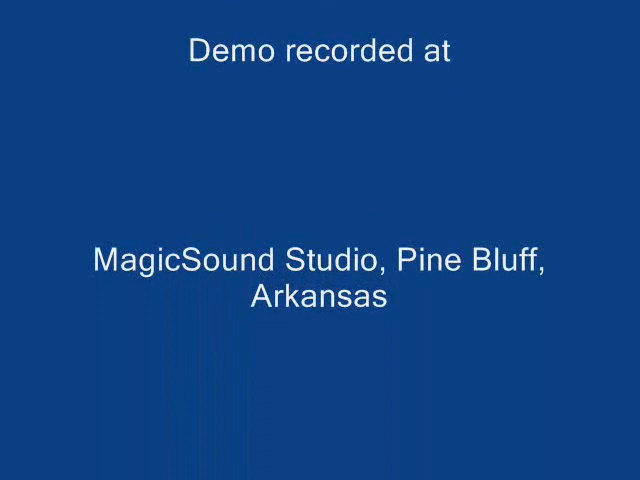 Demo recorded at
MagicSound Studio, Pine Bluff,
Arkansas